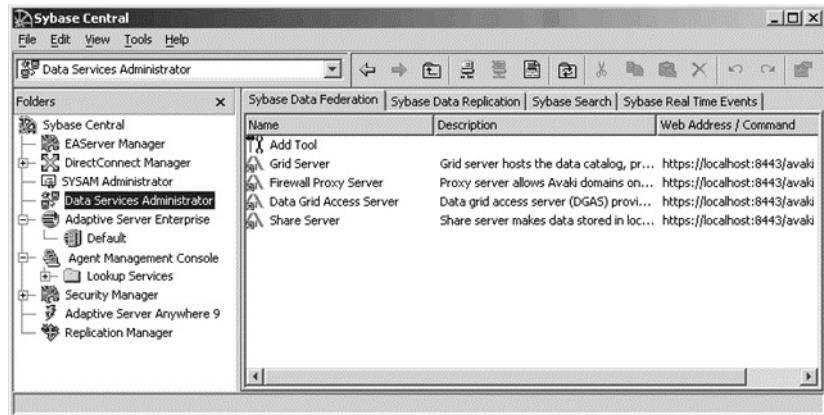 Sybase Central
File Edit View Tools Help
Data Services Administrator
Folders x
Sybase Central
EAServer Manager
DirectConnect Manager
SYSAM Administrator
Data Services Administrator
Adaptive Server Enterprise
Default
Agent Management Console
Lookup Services
Security Manager
Adaptive Server Anywhere 9
Replication Manager
Sybase Data Federation Sybase Data Replication Sybase Search Sybase Real Time Events
Name Description Web Address / Command
Add Tool
Grid Server Grid server hosts the data catalog, pr... https://localhost:8443/avaki
Firewall Proxy Server Proxy server allows Avaki domains on... https://localhost:8443/avaki
Data Grid Access Server Data grid access server (DGAS) provi... https://localhost:8443/avaki
Share Server Share server makes data stored in loc... https://localhost:8443/avaki